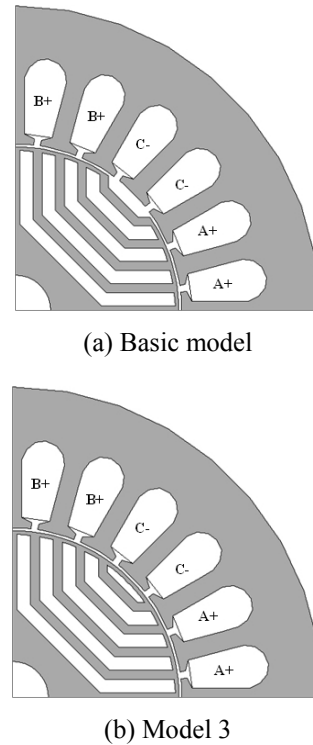 B+
B+
C-
C-
A+
A+
(a) Basic model
B+
B+
C-
C-
A+
A+
(b) Model 3